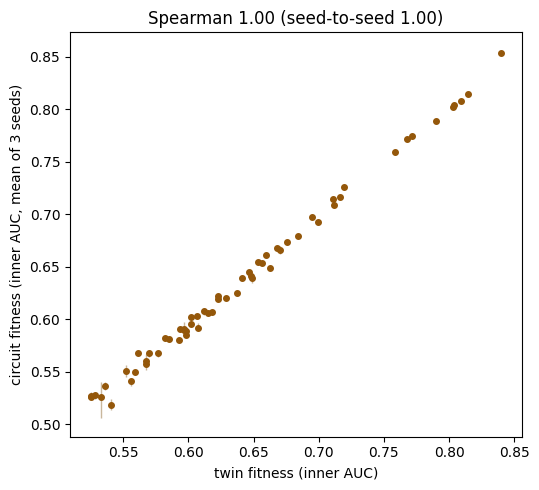 Spearman 1.00 (seed-to-seed 1.00)
circuit fitness (inner AUC, mean of 3 seeds)
0.85
0.80
0.75
0.70
0.65
0.60
0.55
0.50
0.55 0.60 0.65 0.70 0.75 0.80 0.85
twin fitness (inner AUC)